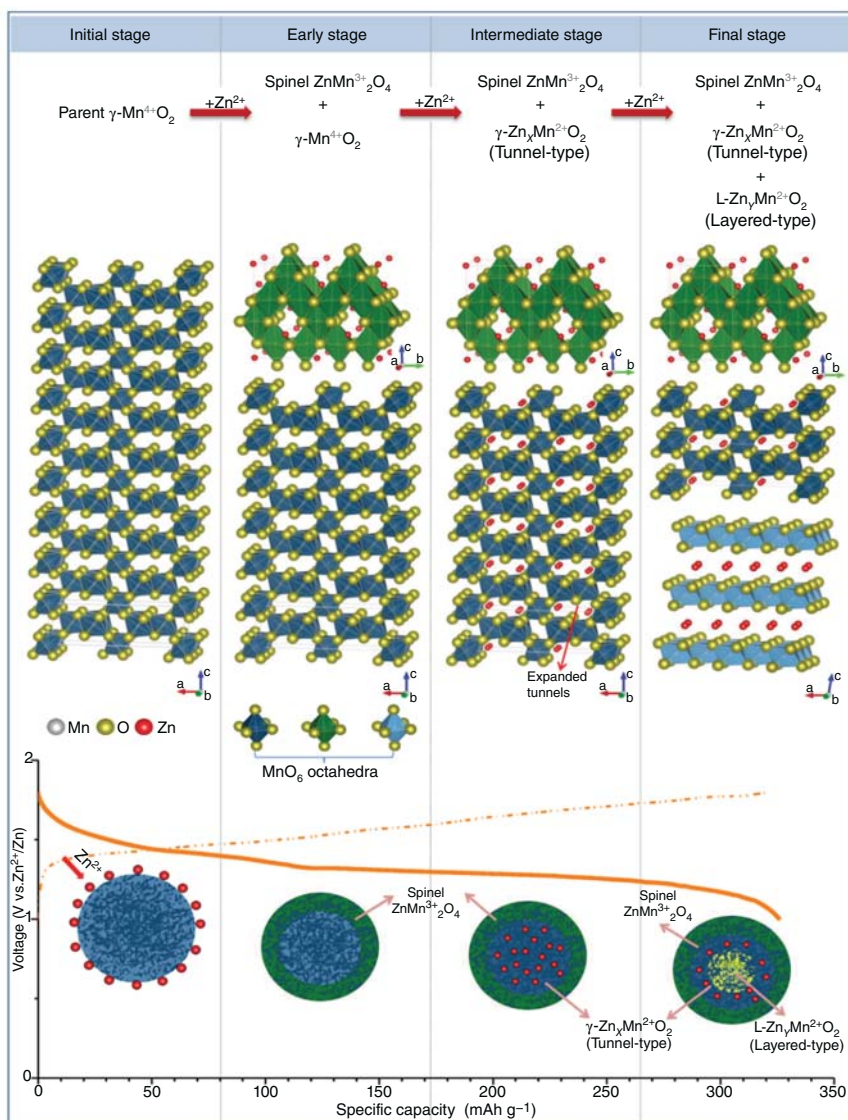 Initial stage
Early stage
Intermediate stage
Final stage
Parent γ-Mn⁴⁺O₂
+Zn²⁺
Spinel ZnMn³⁺₂O₄
+
γ-Mn⁴⁺O₂
+Zn²⁺
Spinel ZnMn³⁺₂O₄
+
γ-ZnₓMn²⁺O₂
(Tunnel-type)
+Zn²⁺
Spinel ZnMn³⁺₂O₄
+
γ-ZnₓMn²⁺O₂
(Tunnel-type)
+
L-ZnᵧMn²⁺O₂
(Layered-type)
c
a b
c
a b
c
a b
Expanded
tunnels
c
a
b
c
a
b
c
a
b
c
a
b
Mn O Zn
MnO₆ octahedra
2
1
0
Voltage (V vs.Zn²⁺/Zn)
Zn²⁺
Spinel
ZnMn³⁺₂O₄
Spinel
ZnMn³⁺₂O₄
γ-ZnₓMn²⁺O₂
(Tunnel-type)
L-ZnᵧMn²⁺O₂
(Layered-type)
0 50 100 150 200 250 300 350
Specific capacity (mAh g⁻¹)